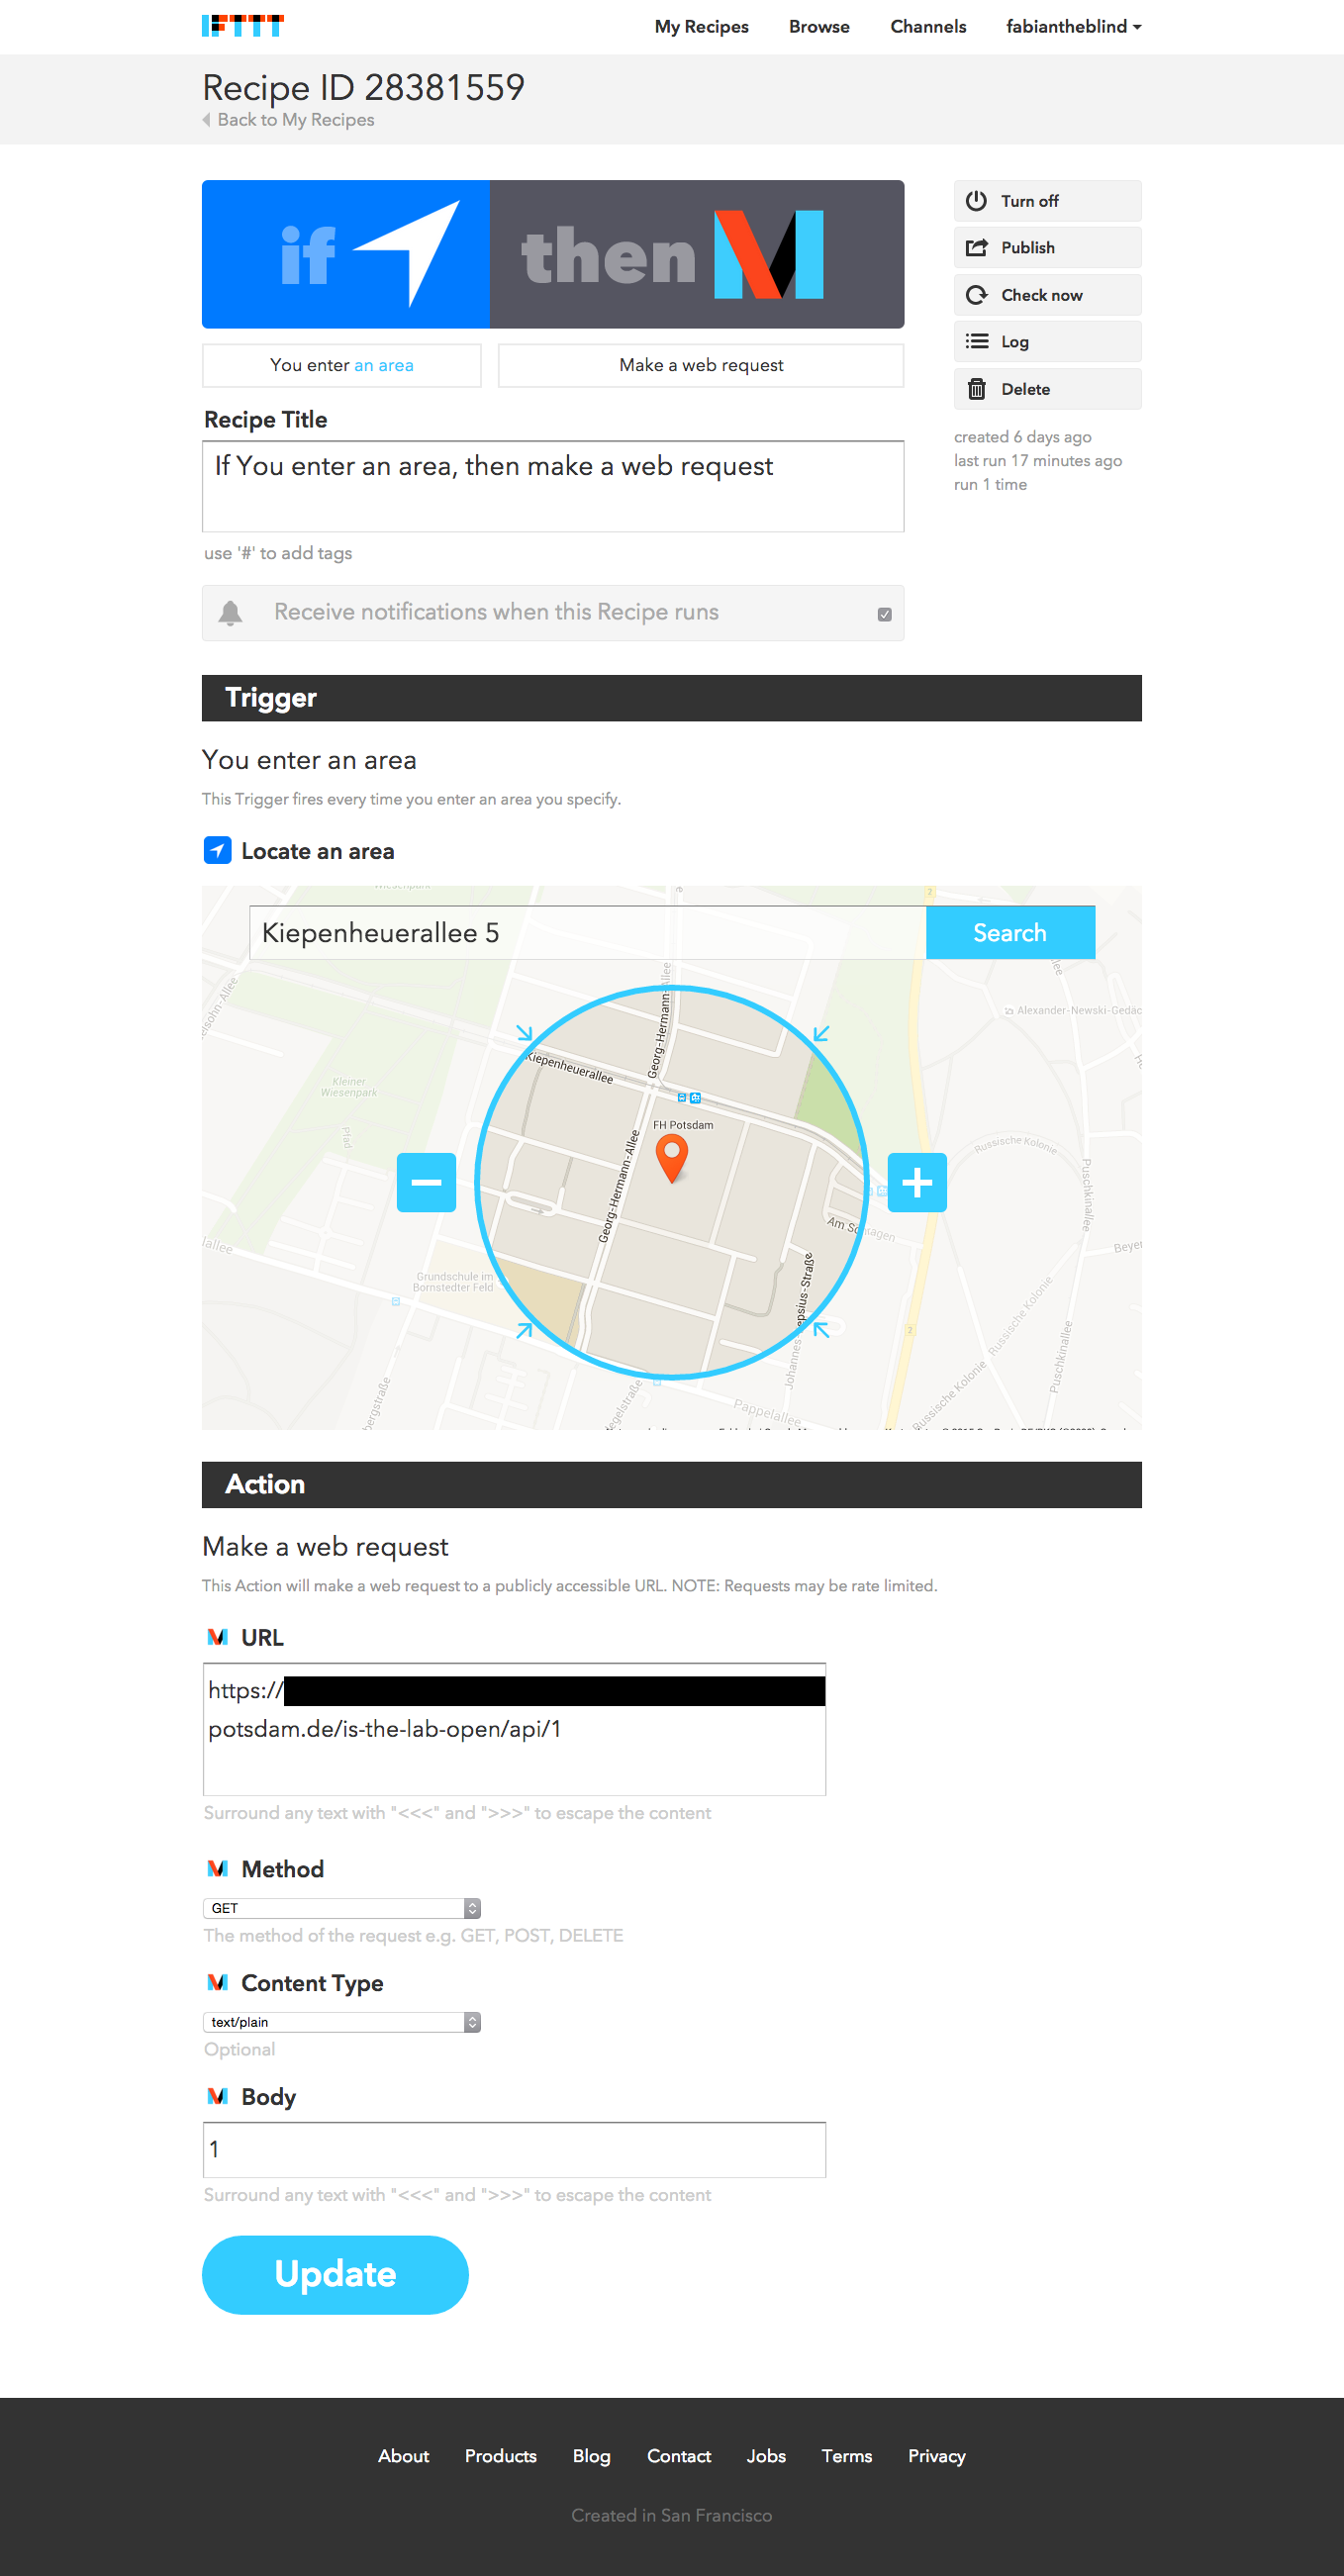 IFTTT
My Recipes Browse Channels fabiantheblind
Recipe ID 28381559
Back to My Recipes
if then
Turn off
Publish
Check now
Log
Delete
created 6 days ago
last run 17 minutes ago
run 1 time
You enter an area
Make a web request
Recipe Title
If You enter an area, then make a web request
use '#' to add tags
Receive notifications when this Recipe runs
Trigger
You enter an area
This Trigger fires every time you enter an area you specify.
Locate an area
Kiepenheuerallee 5
Search
2
Georg-Hermann-Allee
Alexander-Newski-Gedäc
Kiepenheuerallee
Kleiner
Wiesenpark
Pfad
FH Potsdam
Georg-Hermann-Allee
Russische Kolonie
Puschkinallee
Am Schragen
Beyer
Grundschule im
Bornstedter Feld
Russische Kolonie
2
Puschkinallee
Russische Kolonie
Pappelallee
Action
Make a web request
This Action will make a web request to a publicly accessible URL. NOTE: Requests may be rate limited.
URL
https://
potsdam.de/is-the-lab-open/api/1
Surround any text with "<<<" and ">>>" to escape the content
Method
GET
The method of the request e.g. GET, POST, DELETE
Content Type
text/plain
Optional
Body
1
Surround any text with "<<<" and ">>>" to escape the content
Update
About Products Blog Contact Jobs Terms Privacy
Created in San Francisco